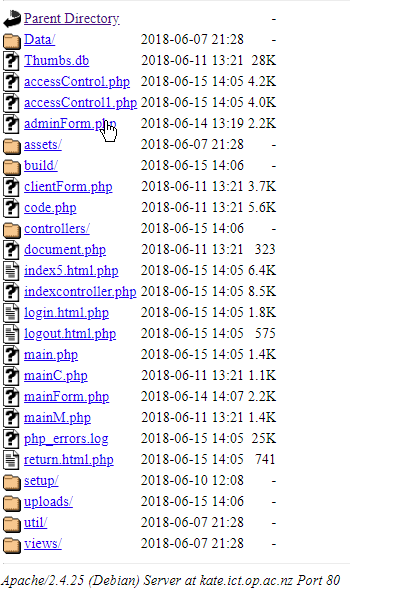 Parent Directory -
Data/ 2018-06-07 21:28 -
Thumbs.db 2018-06-11 13:21 28K
accessControl.php 2018-06-15 14:05 4.2K
accessControl1.php 2018-06-15 14:05 4.0K
adminForm.php 2018-06-14 13:19 2.2K
assets/ 2018-06-07 21:28 -
build/ 2018-06-15 14:06 -
clientForm.php 2018-06-11 13:21 3.7K
code.php 2018-06-11 13:21 5.6K
controllers/ 2018-06-15 14:06 -
document.php 2018-06-11 13:21 323
index5.html.php 2018-06-15 14:05 6.4K
indexcontroller.php 2018-06-15 14:05 8.5K
login.html.php 2018-06-15 14:05 1.8K
logout.html.php 2018-06-15 14:05 575
main.php 2018-06-15 14:05 1.4K
mainC.php 2018-06-11 13:21 1.1K
mainForm.php 2018-06-14 14:07 2.2K
mainM.php 2018-06-11 13:21 1.4K
php_errors.log 2018-06-15 14:05 25K
return.html.php 2018-06-15 14:05 741
setup/ 2018-06-10 12:08 -
uploads/ 2018-06-15 14:06 -
util/ 2018-06-07 21:28 -
views/ 2018-06-07 21:28 -
Apache/2.4.25 (Debian) Server at kate.ict.op.ac.nz Port 80